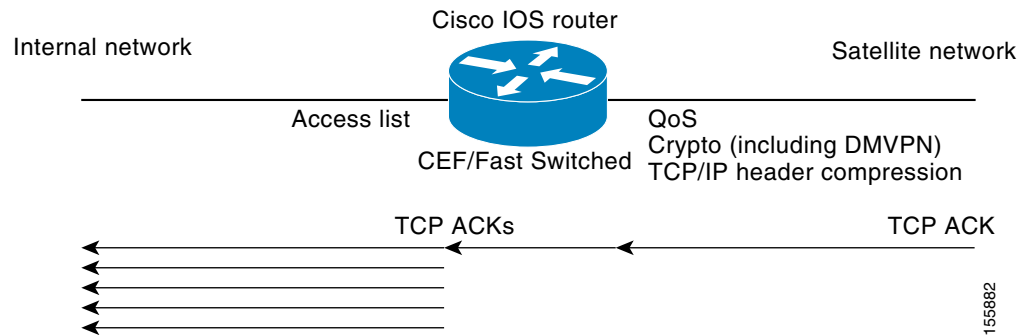 Cisco IOS router
Internal network
Satellite network
Access list
QoS
Crypto (including DMVPN)
CEF/Fast Switched
TCP/IP header compression
TCP ACKs
TCP ACK
155882